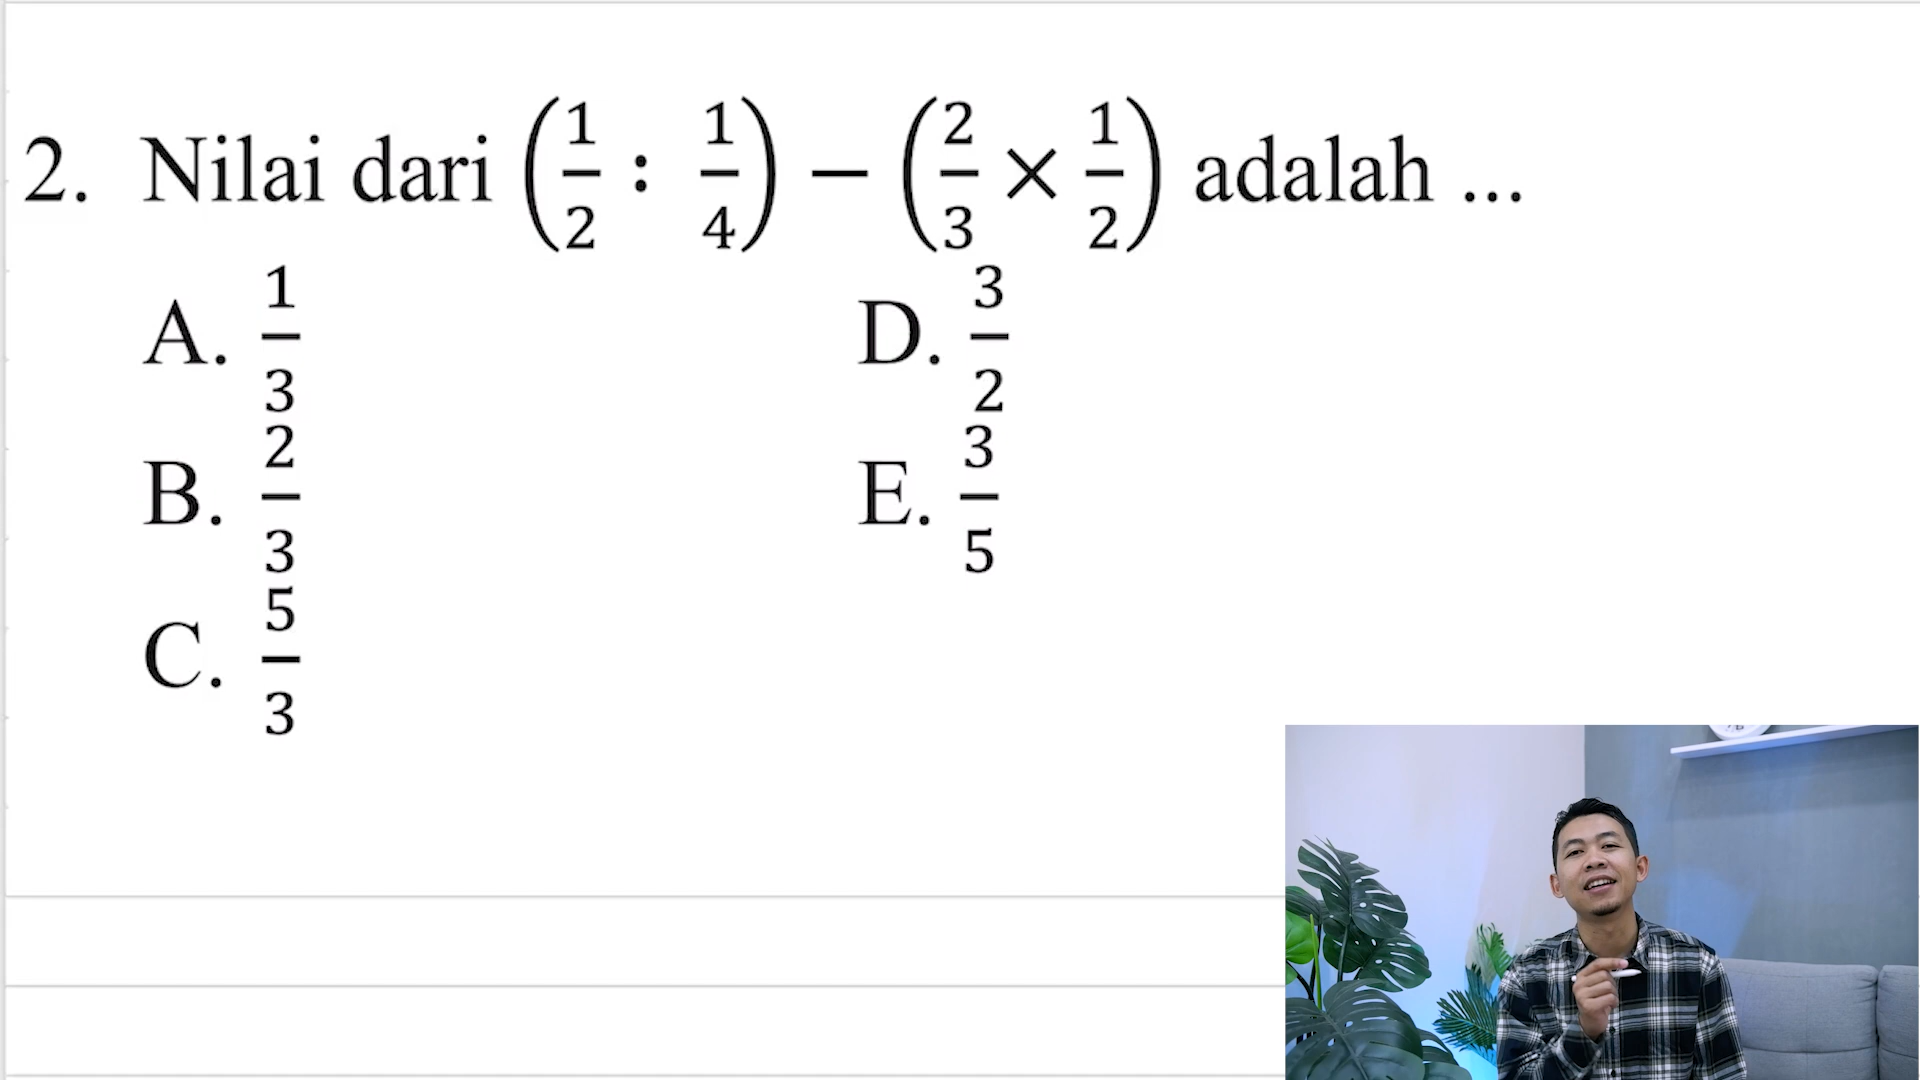 2. Nilai dari (1/2 : 1/4) − (2/3 × 1/2) adalah ...
A. 1/3
B. 2/3
C. 5/3
D. 3/2
E. 3/5